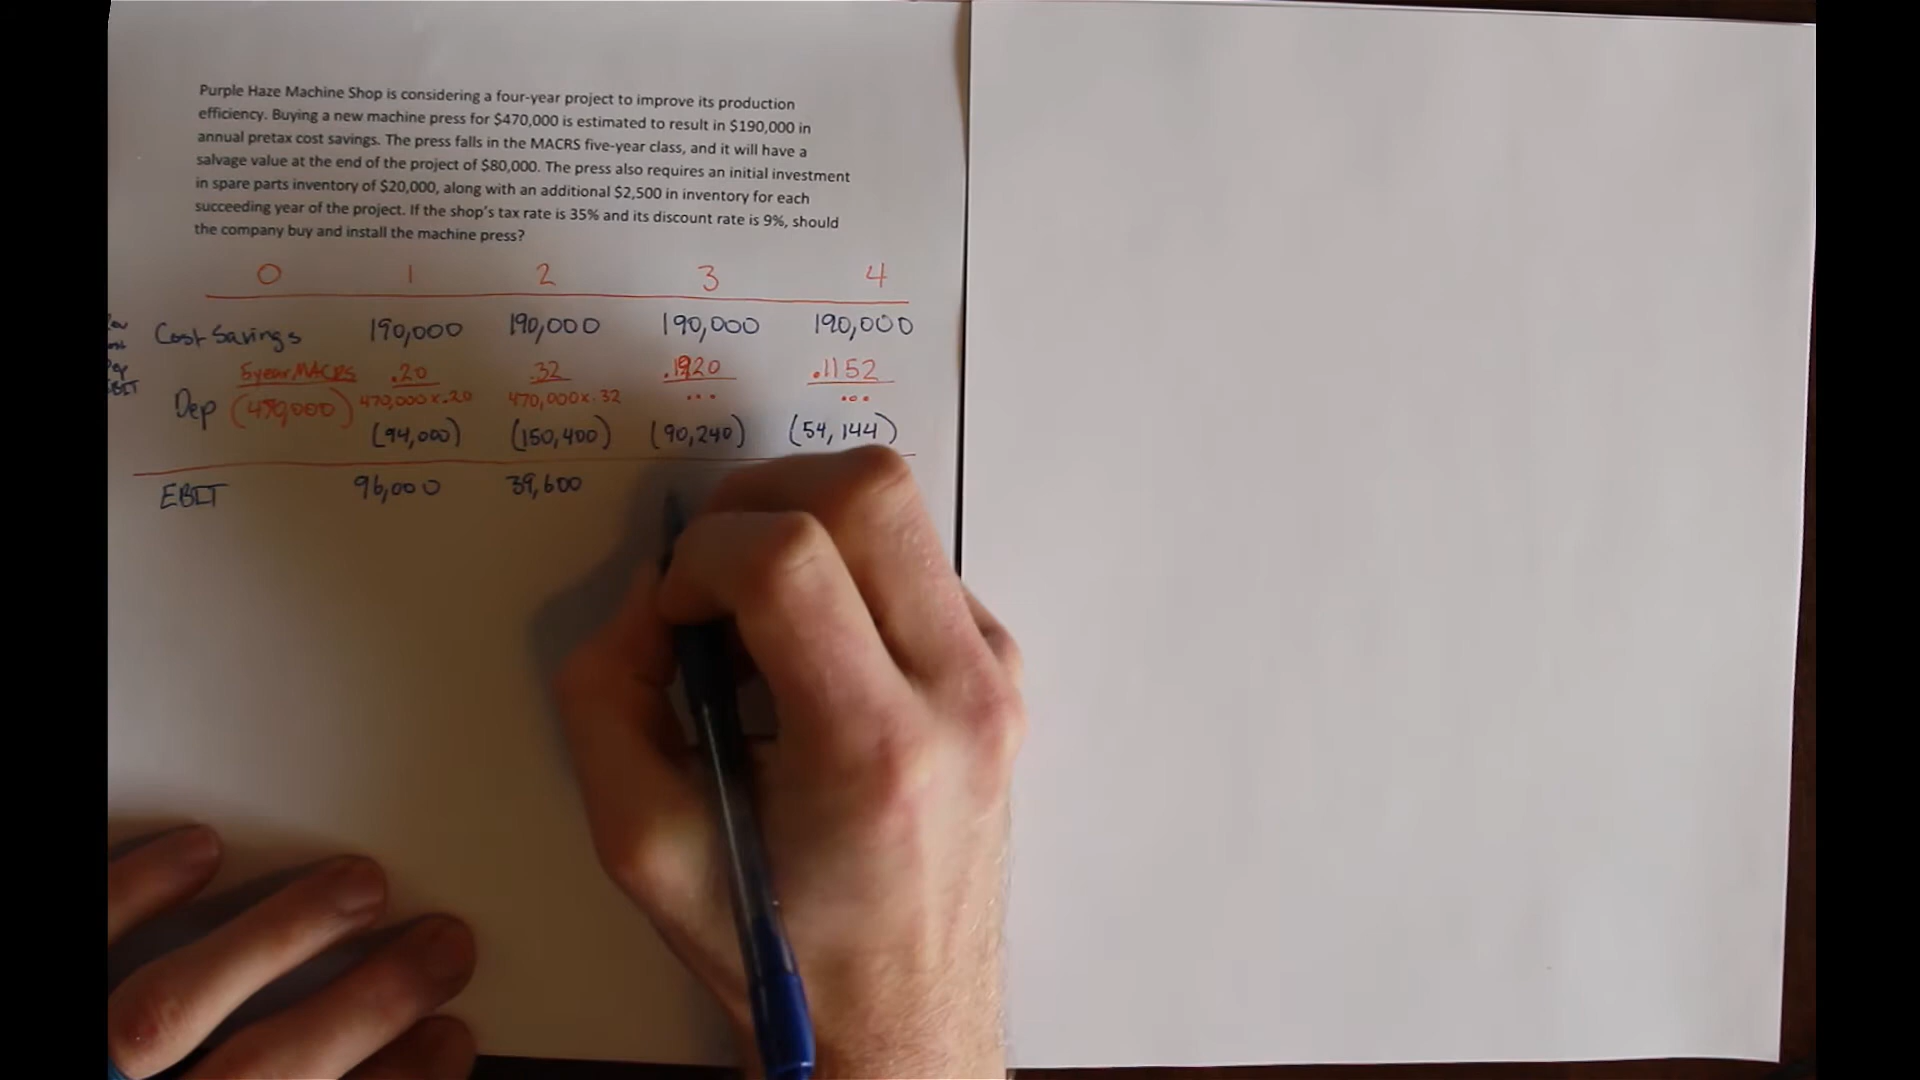 Purple Haze Machine Shop is considering a four-year project to improve its production
efficiency. Buying a new machine press for $470,000 is estimated to result in $190,000 in
annual pretax cost savings. The press falls in the MACRS five-year class, and it will have a
salvage value at the end of the project of $80,000. The press also requires an initial investment
in spare parts inventory of $20,000, along with an additional $2,500 in inventory for each
succeeding year of the project. If the shop's tax rate is 35% and its discount rate is 9%, should
the company buy and install the machine press?
0 1 2 3 4
Cost Savings 190,000 190,000 190,000 190,000
5year MACRS .20 .32 .1920 .1152
Dep (470,000) 470,000x.20 470,000x.32 ... ...
(94,000) (150,400) (90,240) (54,144)
EBIT 96,000 39,600